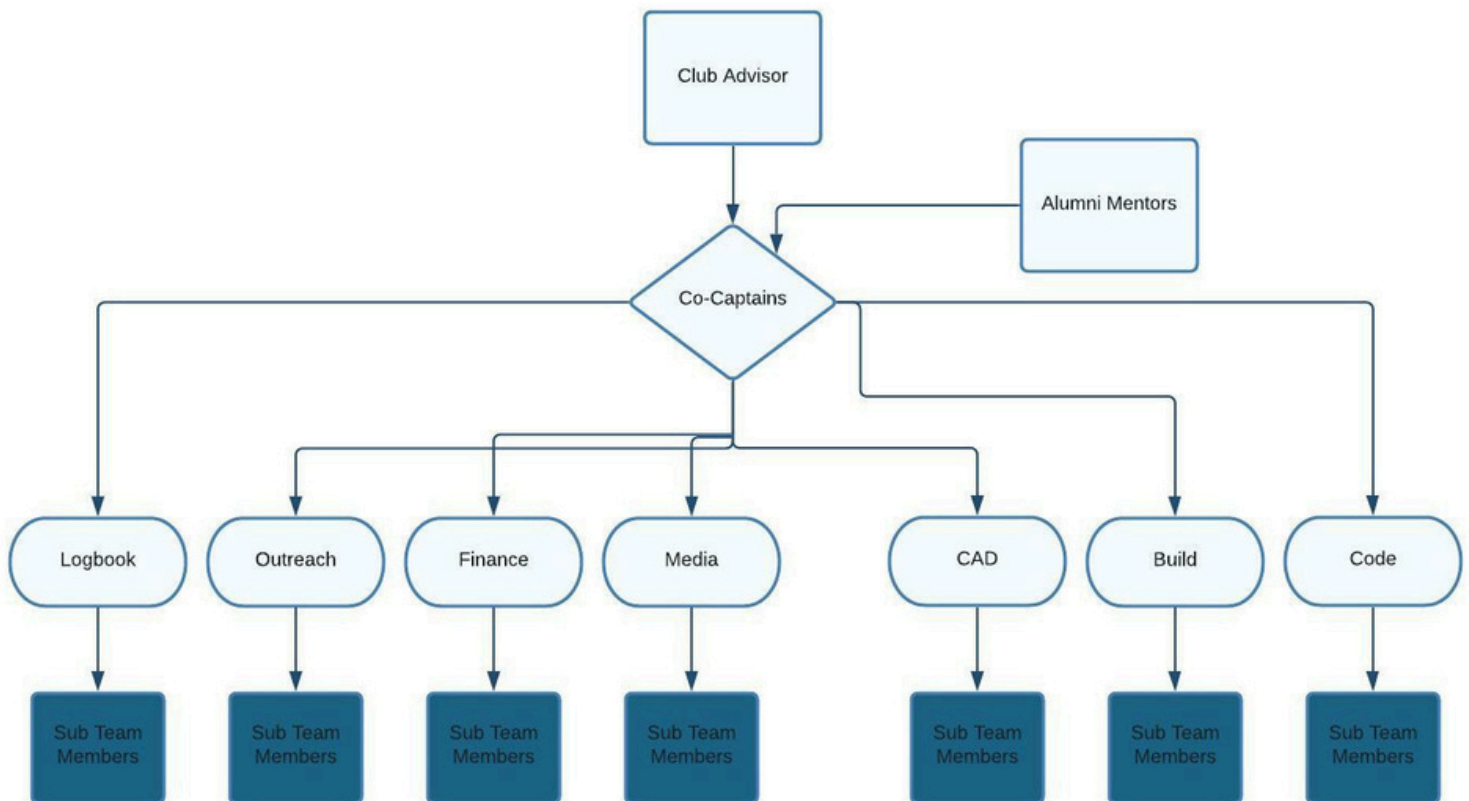 Club Advisor
Alumni Mentors
Co-Captains
Logbook
Outreach
Finance
Media
CAD
Build
Code
Sub Team
Members
Sub Team
Members
Sub Team
Members
Sub Team
Members
Sub Team
Members
Sub Team
Members
Sub Team
Members